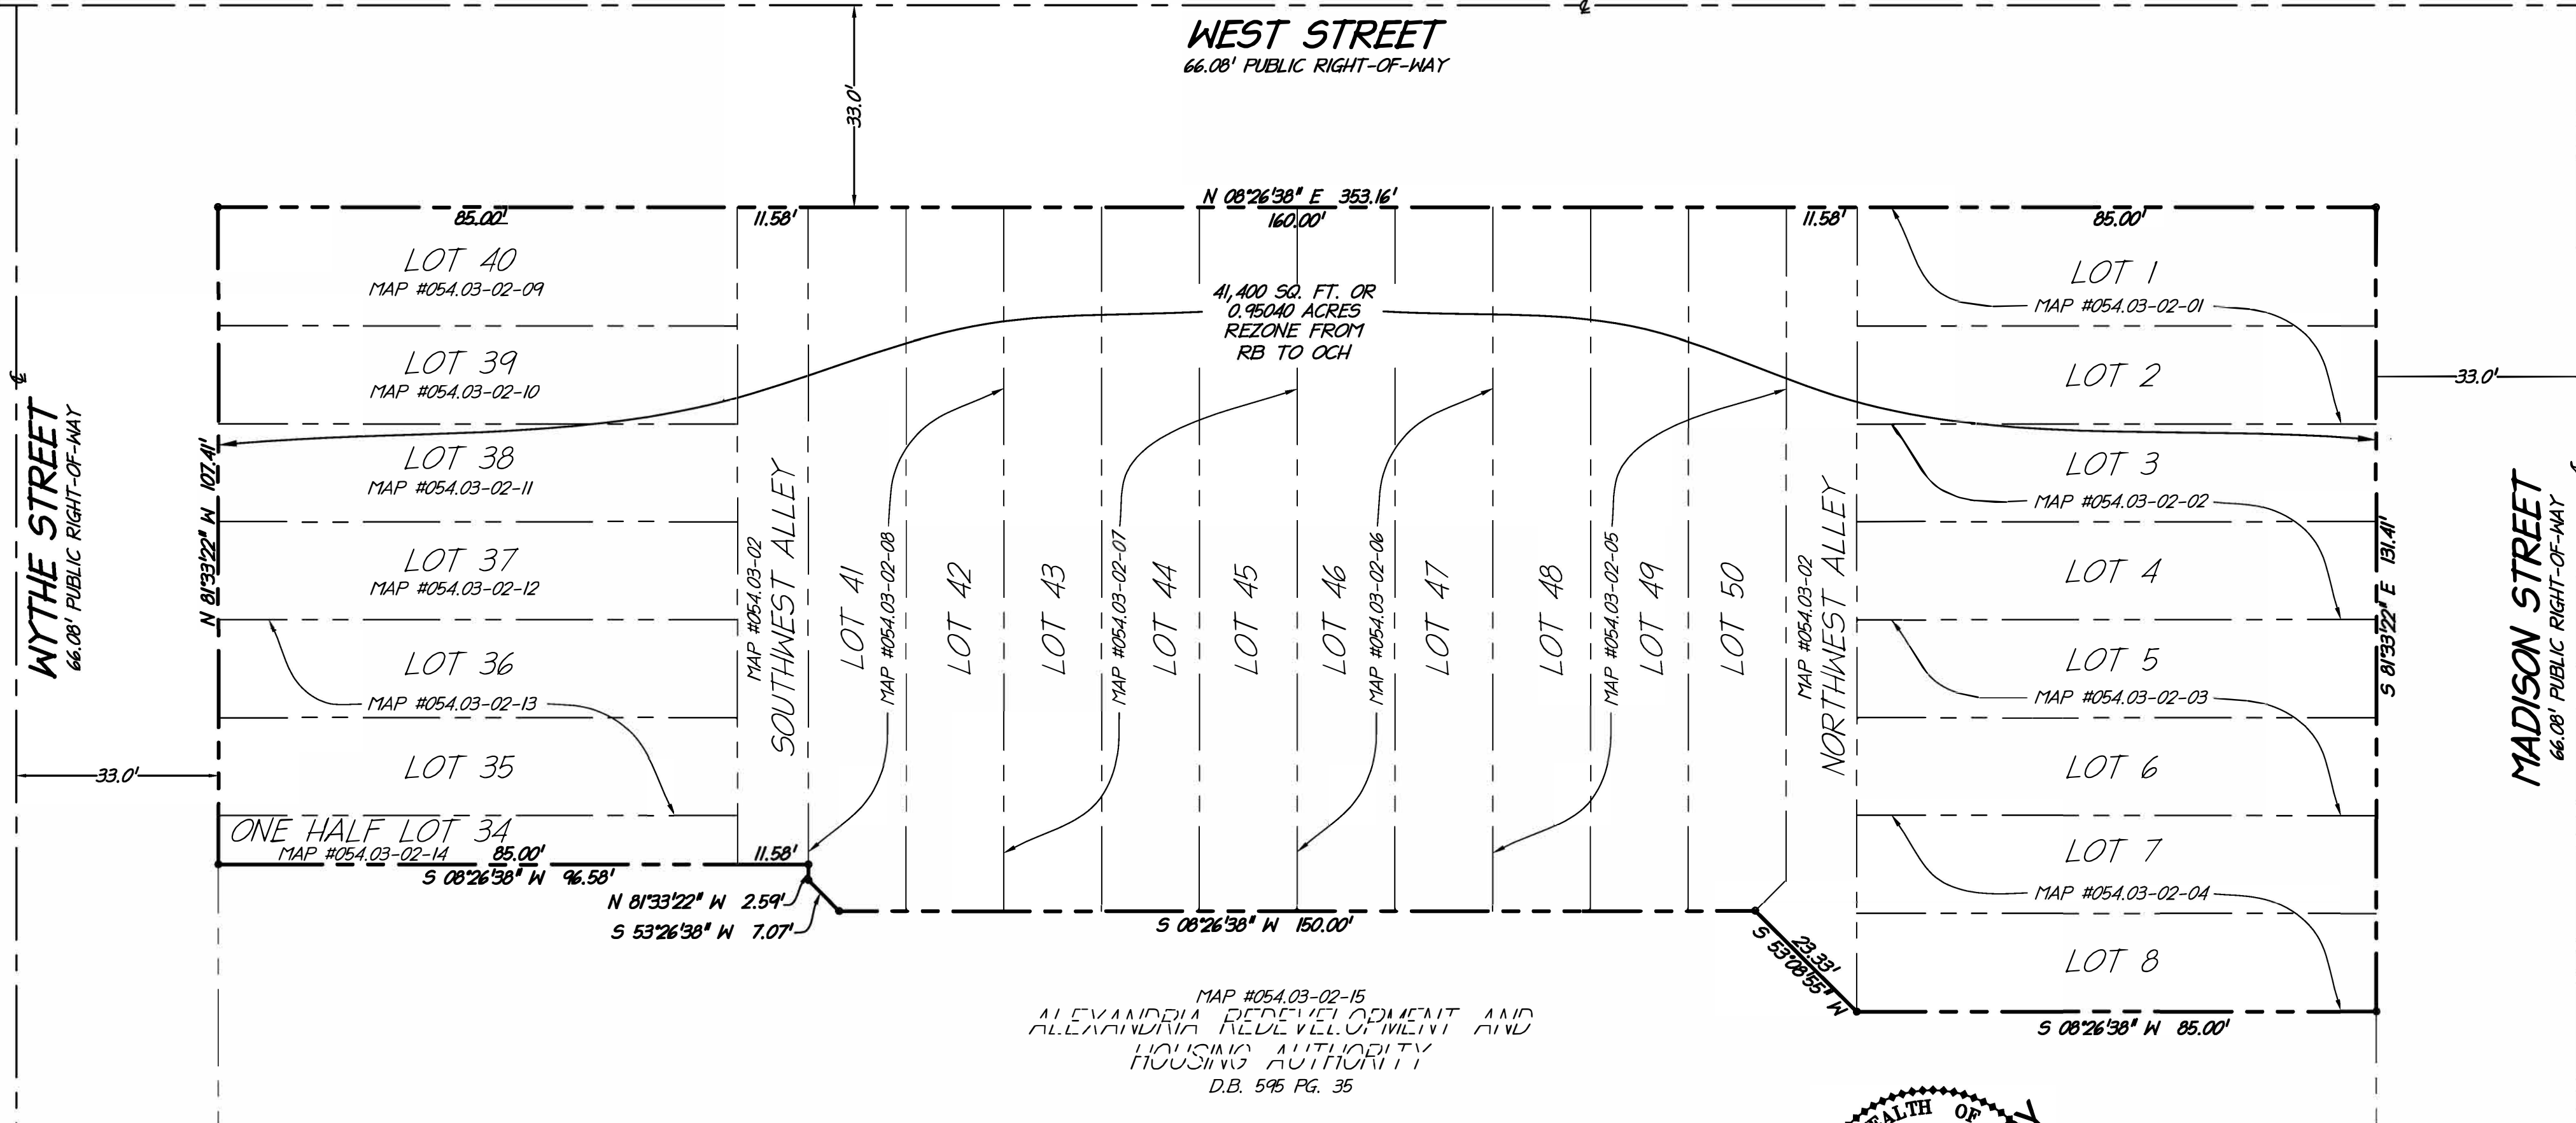 WEST STREET
66.08' PUBLIC RIGHT-OF-WAY
33.0'
N 08°26'38" E 353.16'
85.00'
11.58'
160.00'
11.58'
85.00'
LOT 40
MAP #054.03-02-09
LOT 39
MAP #054.03-02-10
LOT 38
MAP #054.03-02-11
LOT 37
MAP #054.03-02-12
LOT 36
MAP #054.03-02-13
LOT 35
ONE HALF LOT 34
MAP #054.03-02-14
85.00'
11.58'
S 08°26'38" W 96.58'
N 81°33'22" W 2.59'
S 53°26'38" W 7.07'
WYTHE STREET
66.08' PUBLIC RIGHT-OF-WAY
33.0'
N 81°33'22" W 107.41'
41,400 SQ. FT. OR
0.95040 ACRES
REZONE FROM
RB TO OCH
MAP #054.03-02
SOUTHWEST ALLEY
LOT 41
MAP #054.03-02-08
LOT 42
LOT 43
MAP #054.03-02-07
LOT 44
LOT 45
LOT 46
MAP #054.03-02-06
LOT 47
LOT 48
MAP #054.03-02-05
LOT 49
LOT 50
MAP #054.03-02
NORTHWEST ALLEY
LOT 1
MAP #054.03-02-01
LOT 2
LOT 3
MAP #054.03-02-02
LOT 4
LOT 5
MAP #054.03-02-03
LOT 6
LOT 7
MAP #054.03-02-04
LOT 8
S 81°33'22" E 131.41'
33.0'
MADISON STREET
66.08' PUBLIC RIGHT-OF-WAY
S 08°26'38" W 150.00'
23.33'
S 53°08'55" W
S 08°26'38" W 85.00'
MAP #054.03-02-15
ALEXANDRIA REDEVELOPMENT AND
HOUSING AUTHORITY
D.B. 595 PG. 35
EALTH OF